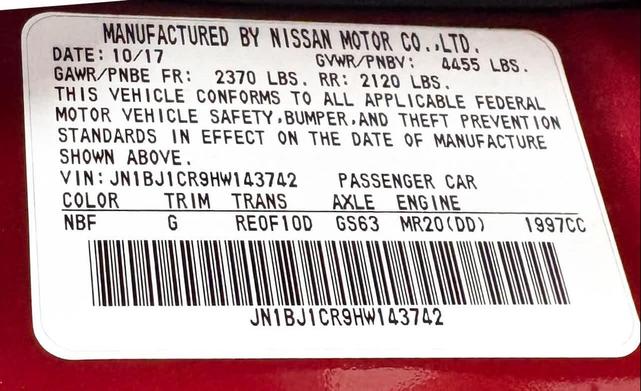 MANUFACTURED BY NISSAN MOTOR CO.,LTD.
DATE: 10/17 GVWR/PNBV: 4455 LBS.
GAWR/PNBE FR: 2370 LBS. RR: 2120 LBS.
THIS VEHICLE CONFORMS TO ALL APPLICABLE FEDERAL
MOTOR VEHICLE SAFETY,BUMPER,AND THEFT PREVENTION
STANDARDS IN EFFECT ON THE DATE OF MANUFACTURE
SHOWN ABOVE.
VIN: JN1BJ1CR9HW143742 PASSENGER CAR
COLOR TRIM TRANS AXLE ENGINE
NBF G RE0F10D GS63 MR20(DD) 1997CC
JN1BJ1CR9HW143742